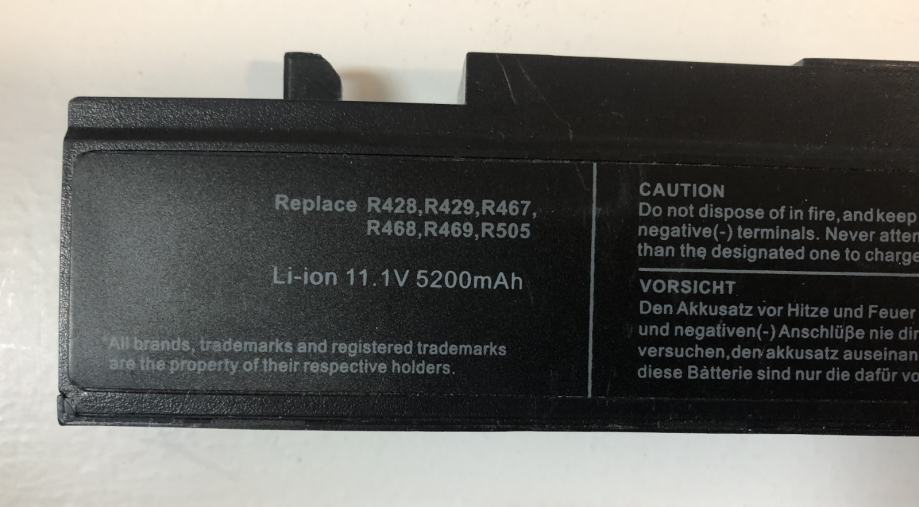 Replace R428,R429,R467,
R468,R469,R505
Li-ion 11.1V 5200mAh
*All brands, trademarks and registered trademarks
are the property of their respective holders.
CAUTION
Do not dispose of in fire,and keep
negative(-) terminals. Never atten
than the designated one to charge
VORSICHT
Den Akkusatz vor Hitze und Feuer
und negativen(-) Anschlüße nie dir
versuchen,den akkusatz auseinan
diese Bätterie sind nur die dafür vo